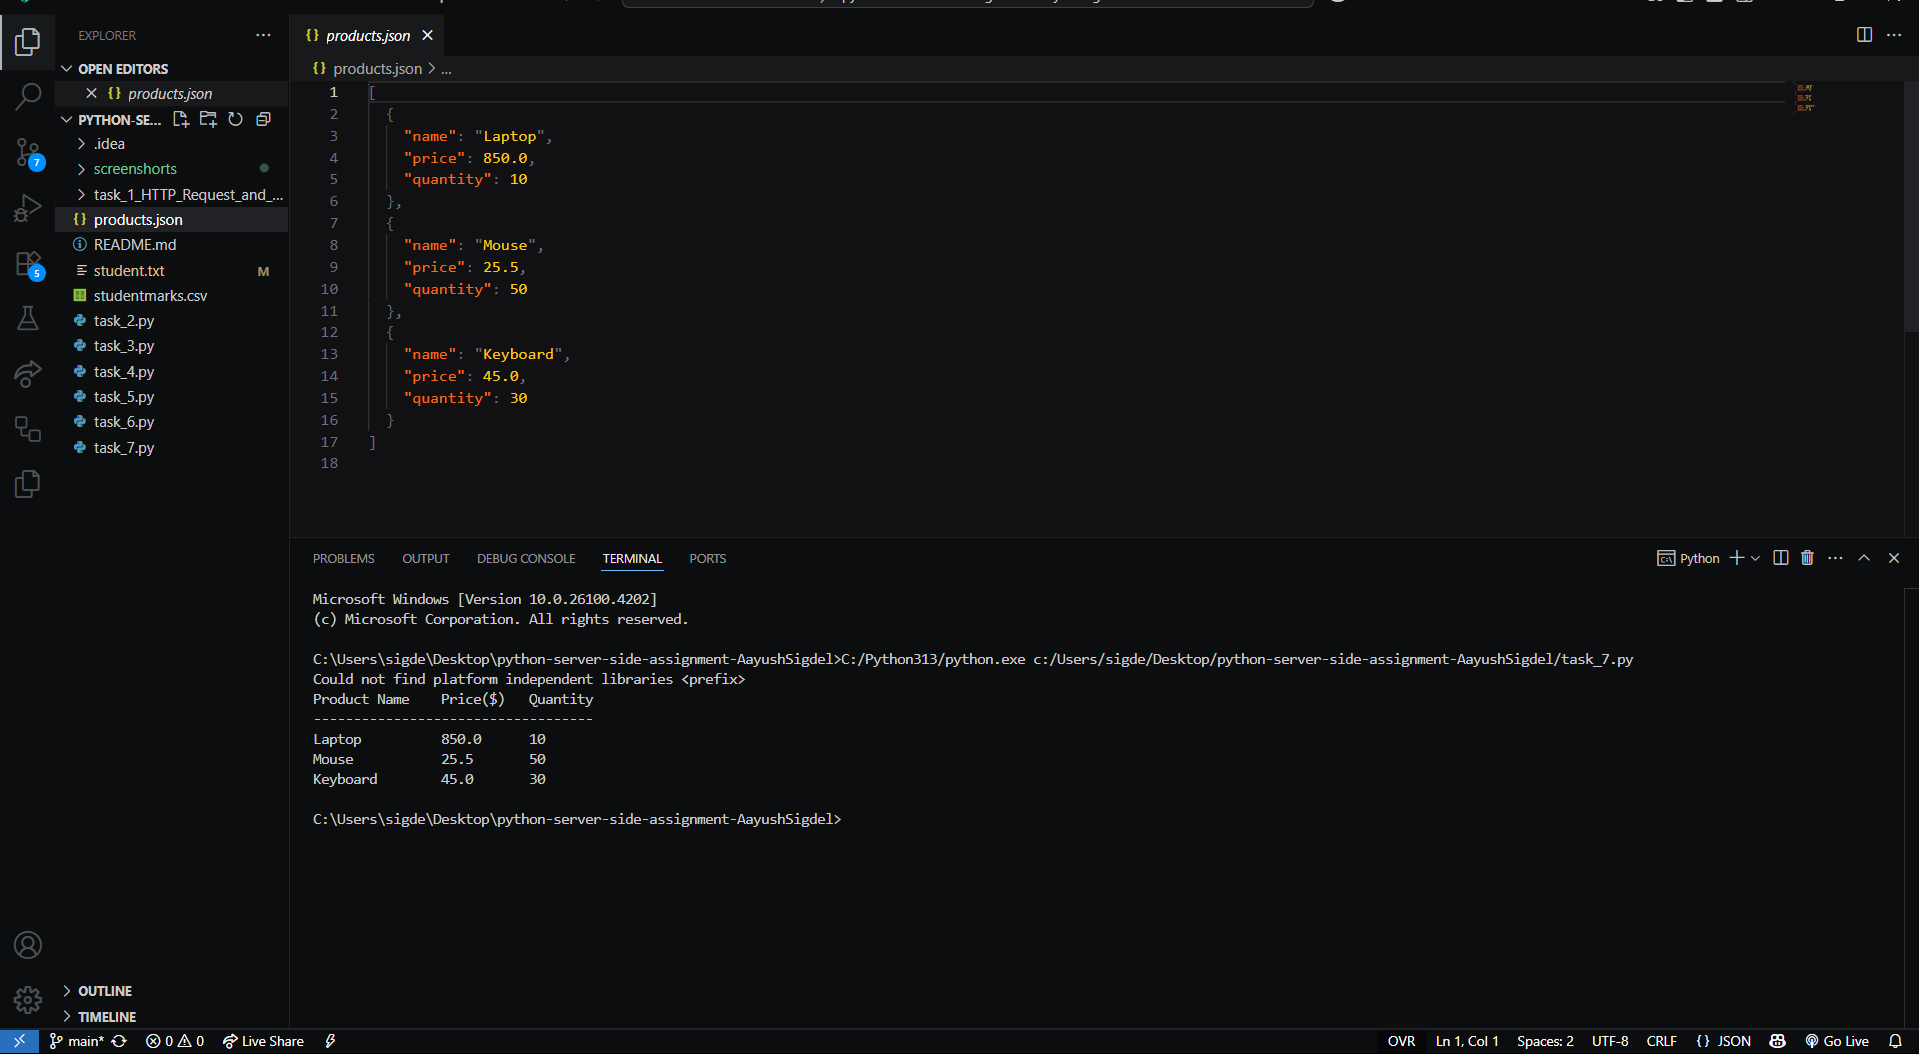 EXPLORER
OPEN EDITORS
products.json
PYTHON-SE...
.idea
screenshorts
task_1_HTTP_Request_and_...
products.json
README.md
student.txt M
studentmarks.csv
task_2.py
task_3.py
task_4.py
task_5.py
task_6.py
task_7.py
OUTLINE
TIMELINE
7
5
{} products.json
{} products.json > ...
1 [
2 {
3 "name": "Laptop",
4 "price": 850.0,
5 "quantity": 10
6 },
7 {
8 "name": "Mouse",
9 "price": 25.5,
10 "quantity": 50
11 },
12 {
13 "name": "Keyboard",
14 "price": 45.0,
15 "quantity": 30
16 }
17 ]
18
PROBLEMS OUTPUT DEBUG CONSOLE TERMINAL PORTS
Python
Microsoft Windows [Version 10.0.26100.4202]
(c) Microsoft Corporation. All rights reserved.
C:\Users\sigde\Desktop\python-server-side-assignment-AayushSigdel>C:/Python313/python.exe c:/Users/sigde/Desktop/python-server-side-assignment-AayushSigdel/task_7.py
Could not find platform independent libraries <prefix>
Product Name Price($) Quantity
-----------------------------------
Laptop 850.0 10
Mouse 25.5 50
Keyboard 45.0 30
C:\Users\sigde\Desktop\python-server-side-assignment-AayushSigdel>
main* 0 0 Live Share OVR Ln 1, Col 1 Spaces: 2 UTF-8 CRLF {} JSON Go Live